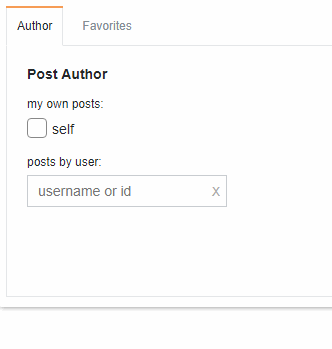 Author Favorites
Post Author
my own posts:
self
posts by user:
username or id X